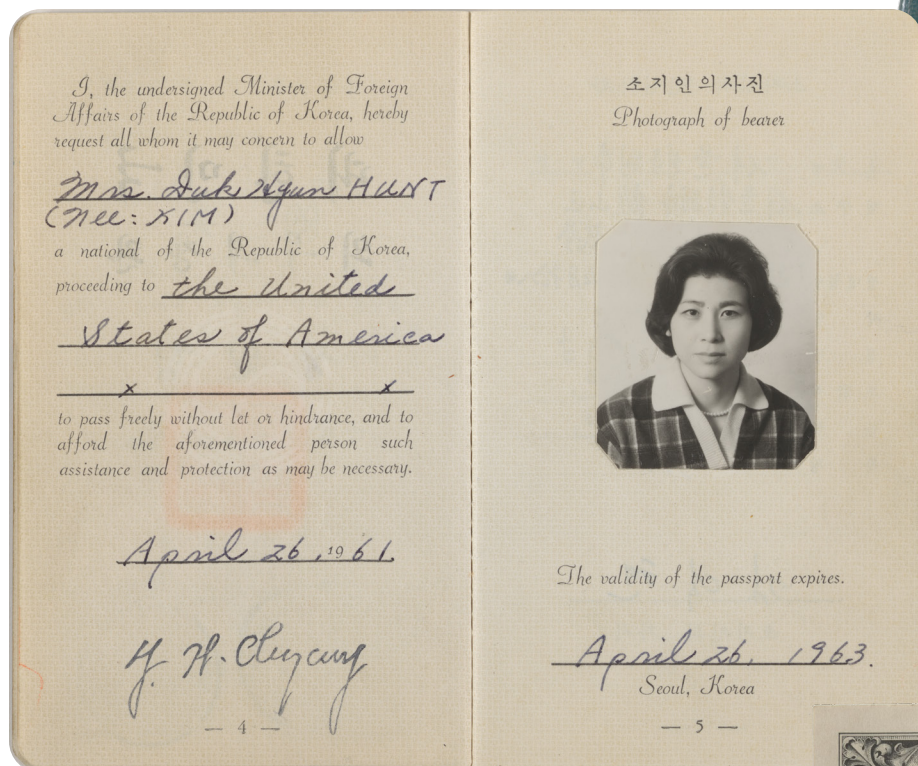 I, the undersigned Minister of Foreign
Affairs of the Republic of Korea, hereby
request all whom it may concern to allow
Mrs. Duk Hyun HUNT
(Nee: KIM)
a national of the Republic of Korea,
proceeding to the United
States of America
x x
to pass freely without let or hindrance, and to
afford the aforementioned person such
assistance and protection as may be necessary.
April 26, 1961.
— 4 —
소지인의사진
Photograph of bearer
The validity of the passport expires.
April 26, 1963.
Seoul, Korea
— 5 —